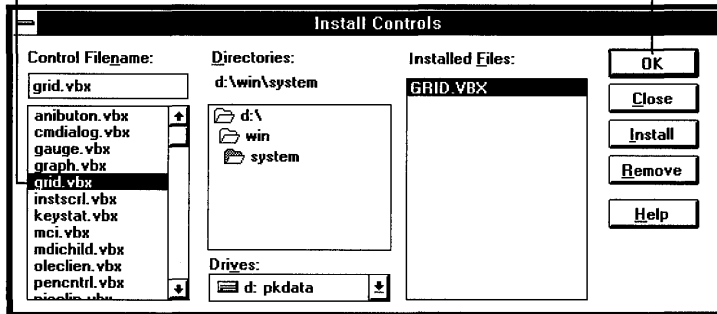 Install Controls
Control Filename:
grid.vbx
anibuton.vbx
cmdialog.vbx
gauge.vbx
graph.vbx
grid.vbx
instscrl.vbx
keystat.vbx
mci.vbx
mdichild.vbx
oleclien.vbx
pencntrl.vbx
Directories:
d:\win\system
d:\
win
system
Drives:
d: pkdata
Installed Files:
GRID.VBX
OK
Close
Install
Remove
Help